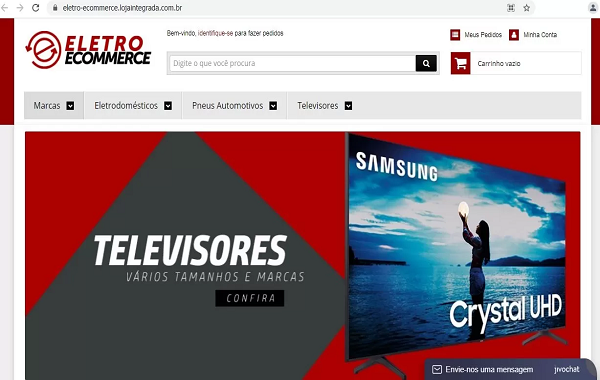 eletro-ecommerce.lojaintegrada.com.br
ELETRO
ECOMMERCE
Bem-vindo, identifique-se para fazer pedidos
Meus Pedidos
Minha Conta
Digite o que você procura
Carrinho vazio
Marcas
Eletrodomésticos
Pneus Automotivos
Televisores
TELEVISORES
VÁRIOS TAMANHOS E MARCAS
CONFIRA
SAMSUNG
Crystal UHD
Envie-nos uma mensagem
jivochat